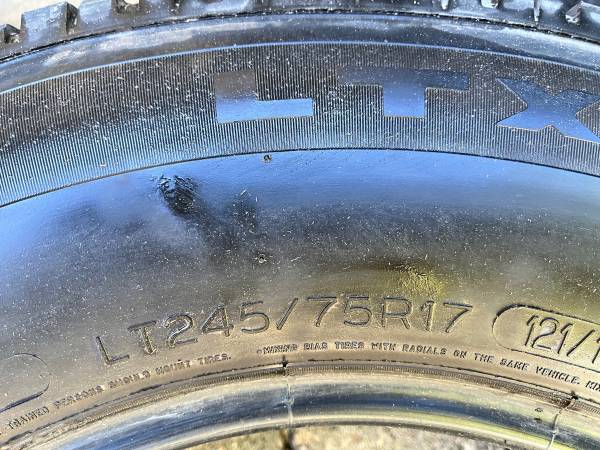 LTX
LT245/75R17
121/1
TRAINED PERSONS SHOULD MOUNT TIRES.
•MIXING BIAS TIRES WITH RADIALS ON THE SAME VEHICLE. MIX